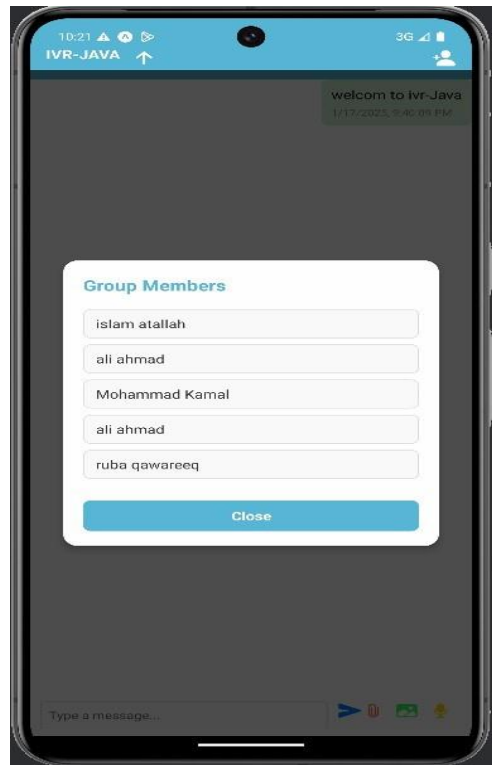 10:21
3G
IVR-JAVA
welcom to ivr-Java
1/17/2025, 9:40:09 PM
Group Members
islam atallah
ali ahmad
Mohammad Kamal
ali ahmad
ruba qawareeq
Close
Type a message...